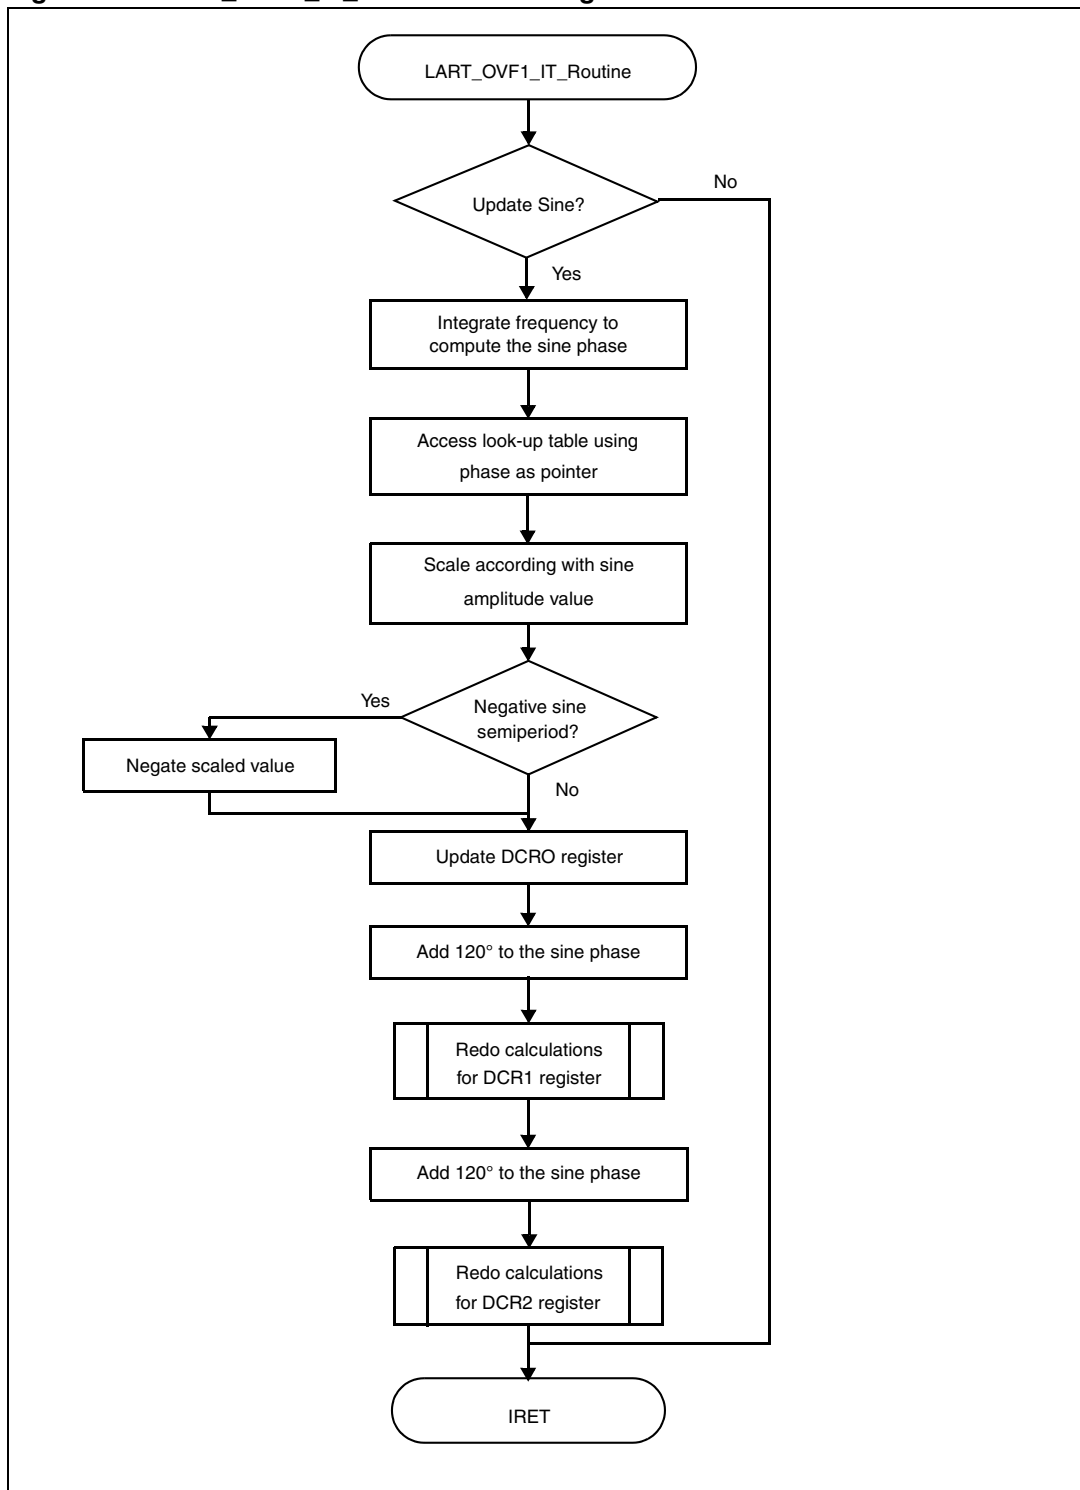 LART_OVF1_IT_Routine
Update Sine?
No
Yes
Integrate frequency to
compute the sine phase
Access look-up table using
phase as pointer
Scale according with sine
amplitude value
Negative sine
semiperiod?
Yes
Negate scaled value
No
Update DCRO register
Add 120° to the sine phase
Redo calculations
for DCR1 register
Add 120° to the sine phase
Redo calculations
for DCR2 register
IRET